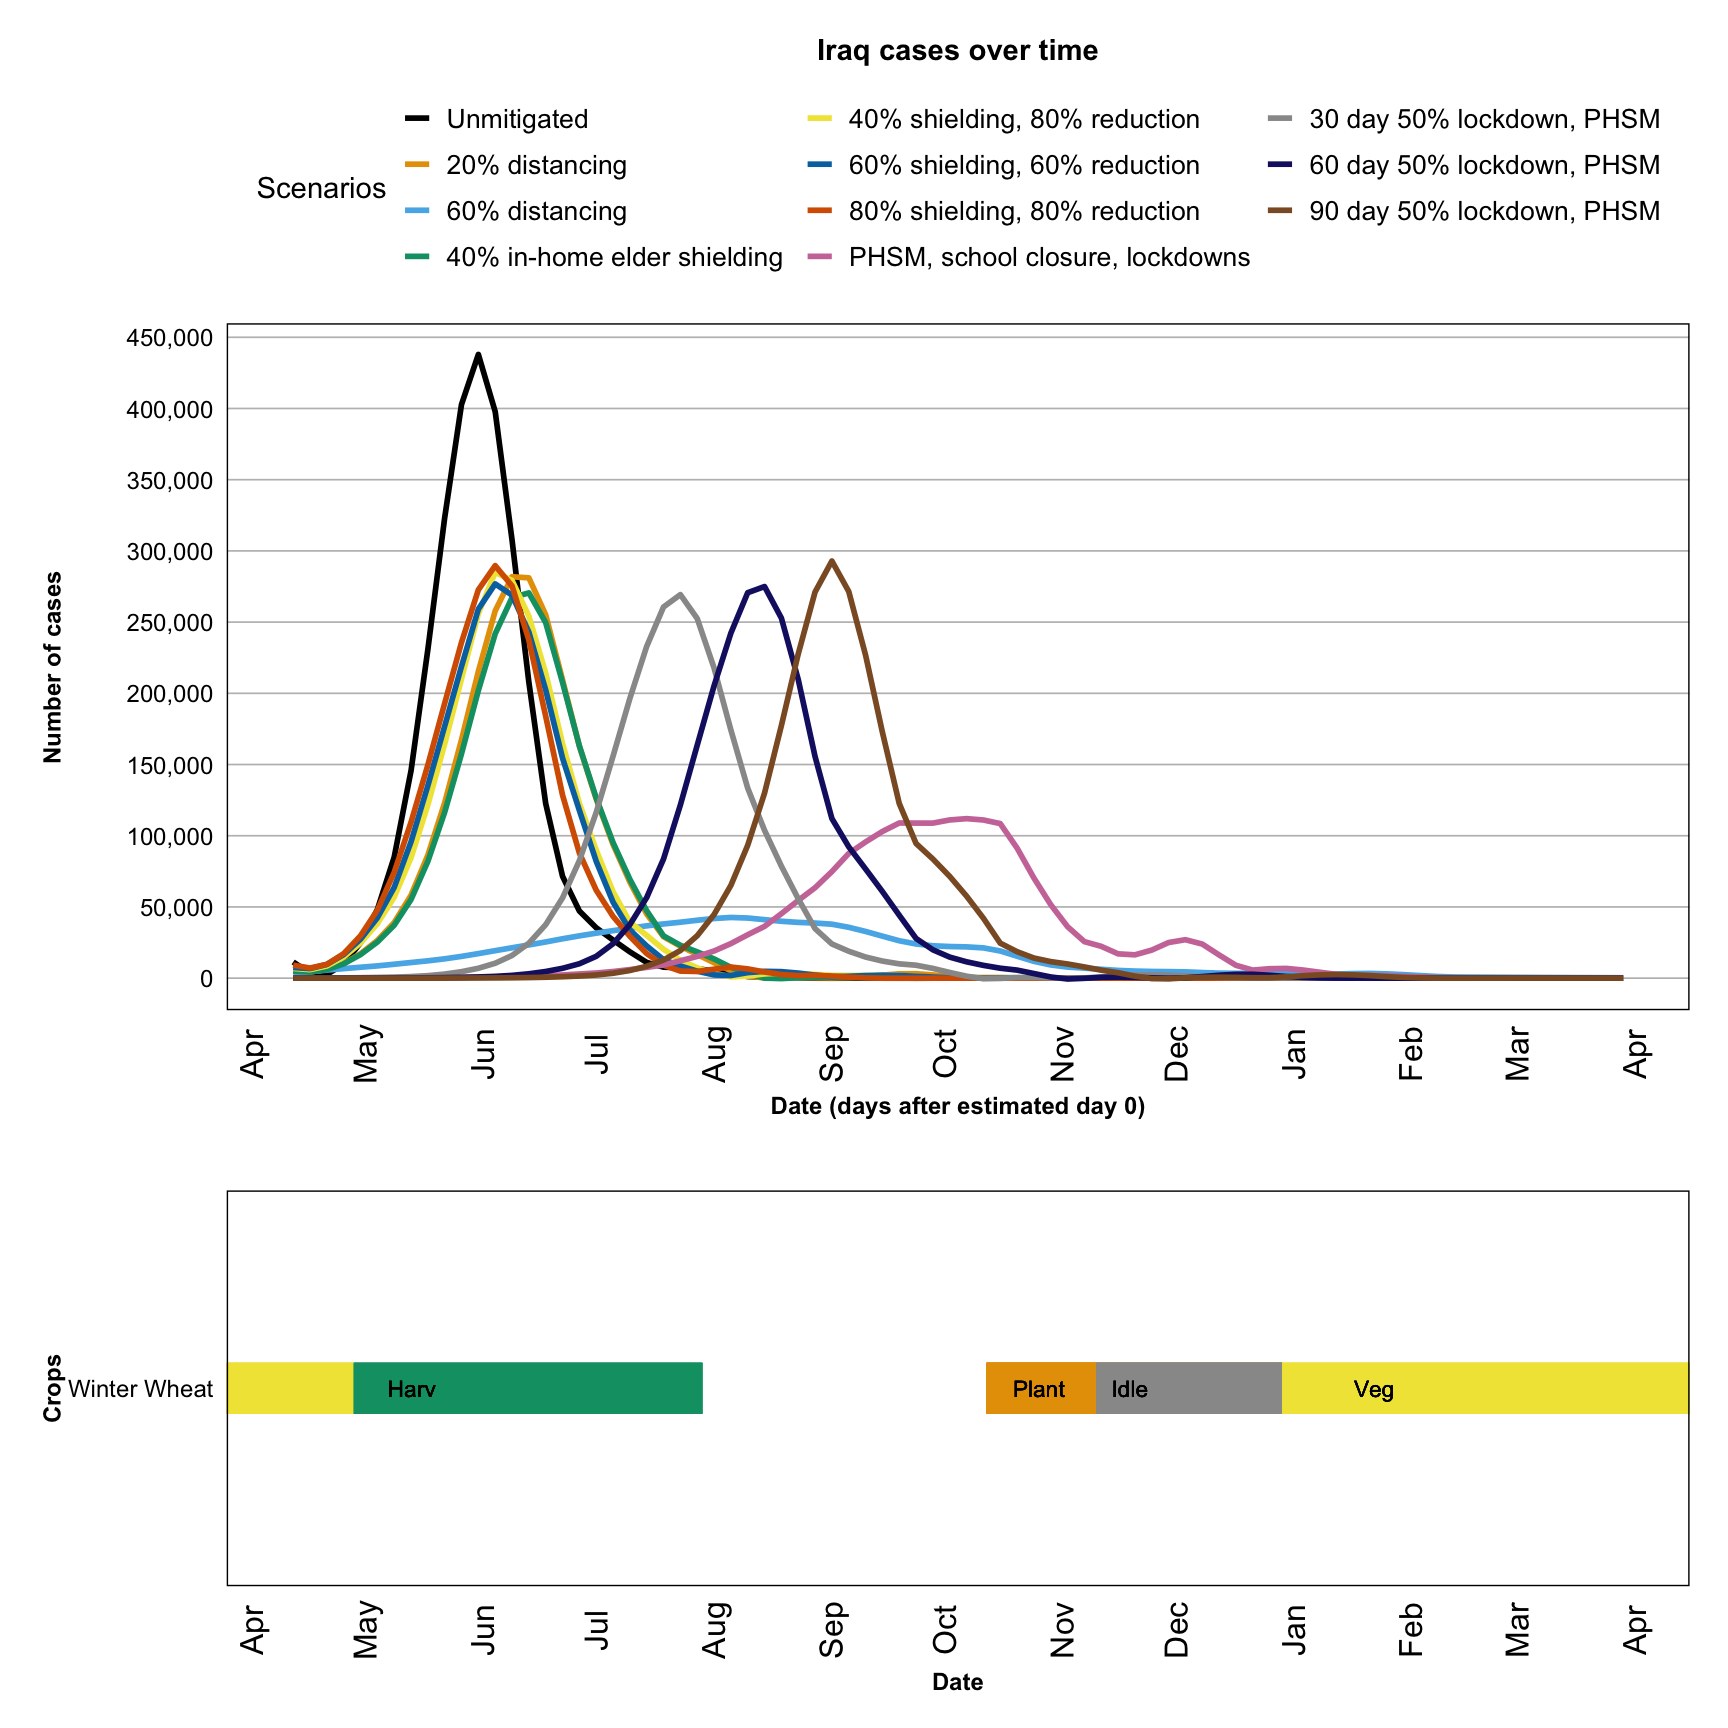 Iraq cases over time
Scenarios
Unmitigated
20% distancing
60% distancing
40% in-home elder shielding
40% shielding, 80% reduction
60% shielding, 60% reduction
80% shielding, 80% reduction
PHSM, school closure, lockdowns
30 day 50% lockdown, PHSM
60 day 50% lockdown, PHSM
90 day 50% lockdown, PHSM
Number of cases
450,000
400,000
350,000
300,000
250,000
200,000
150,000
100,000
50,000
0
Apr May Jun Jul Aug Sep Oct Nov Dec Jan Feb Mar Apr
Date (days after estimated day 0)
Crops
Winter Wheat
Harv Plant Idle Veg
Apr May Jun Jul Aug Sep Oct Nov Dec Jan Feb Mar Apr
Date